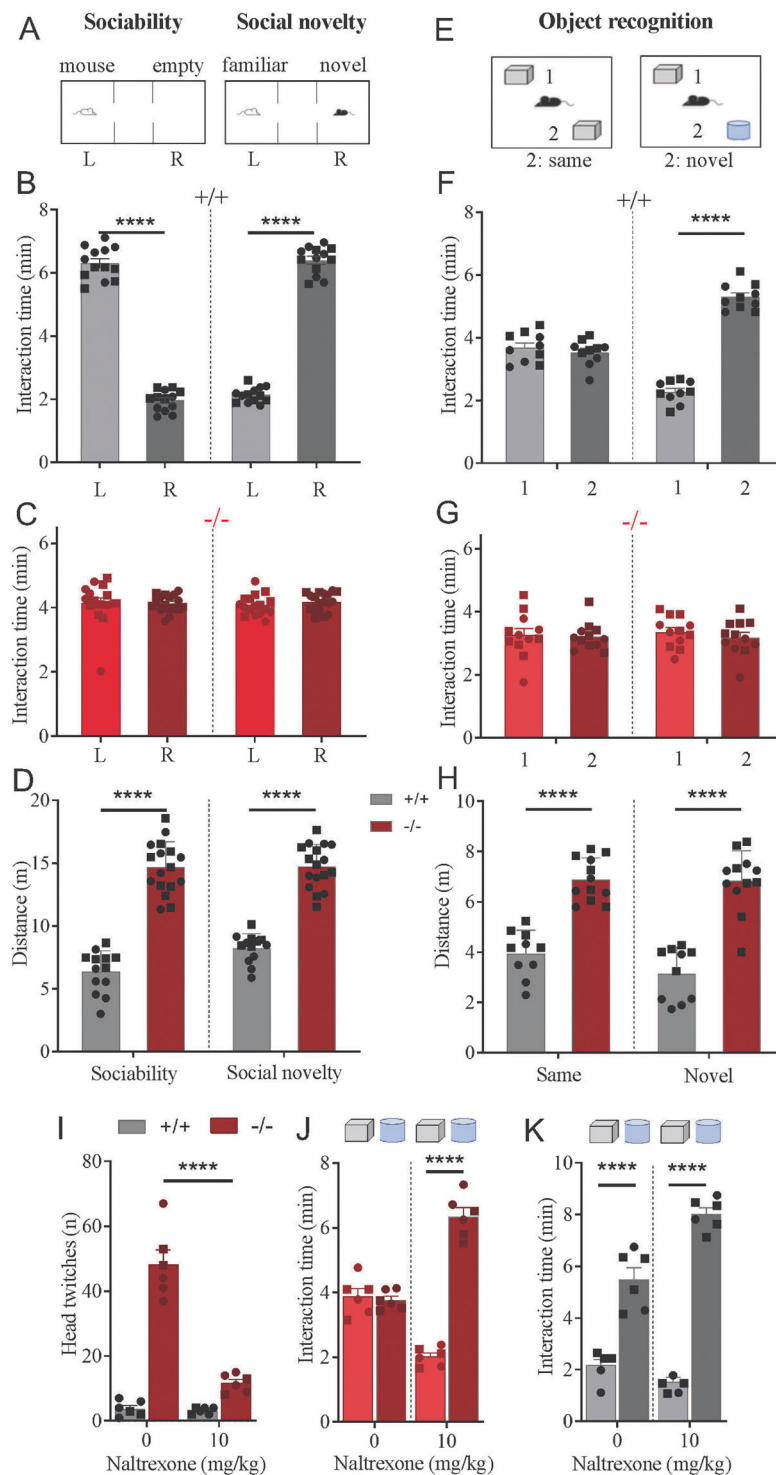 A Sociability Social novelty
mouse empty familiar novel
L R L R
E Object recognition
1 1
2 2
2: same 2: novel
B +/+
**** ****
Interaction time (min)
8
6
4
2
0
L R L R
F +/+
****
Interaction time (min)
8
6
4
2
0
1 2 1 2
C -/-
Interaction time (min)
6
4
2
0
L R L R
G -/-
Interaction time (min)
6
4
2
0
1 2 1 2
D
**** ****
+/+
-/-
Distance (m)
20
15
10
5
0
Sociability Social novelty
H
**** ****
Distance (m)
10
8
6
4
2
0
Same Novel
I +/+ -/-
****
Head twitches (n)
80
60
40
20
0
0 10
Naltrexone (mg/kg)
J
****
Interaction time (min)
8
6
4
2
0
0 10
Naltrexone (mg/kg)
K
**** ****
Interaction time (min)
10
8
6
4
2
0
0 10
Naltrexone (mg/kg)